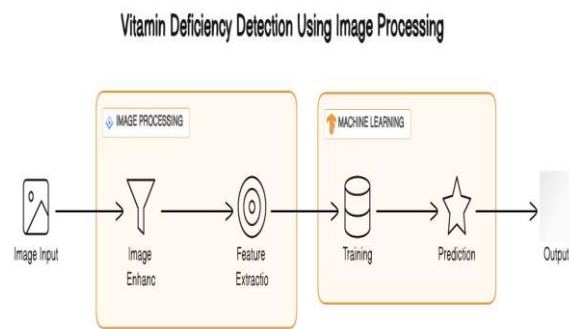 Vitamin Deficiency Detection Using Image Processing
IMAGE PROCESSING
MACHINE LEARNING
Image Input
Image
Enhanc
Feature
Extractio
Training
Prediction
Output